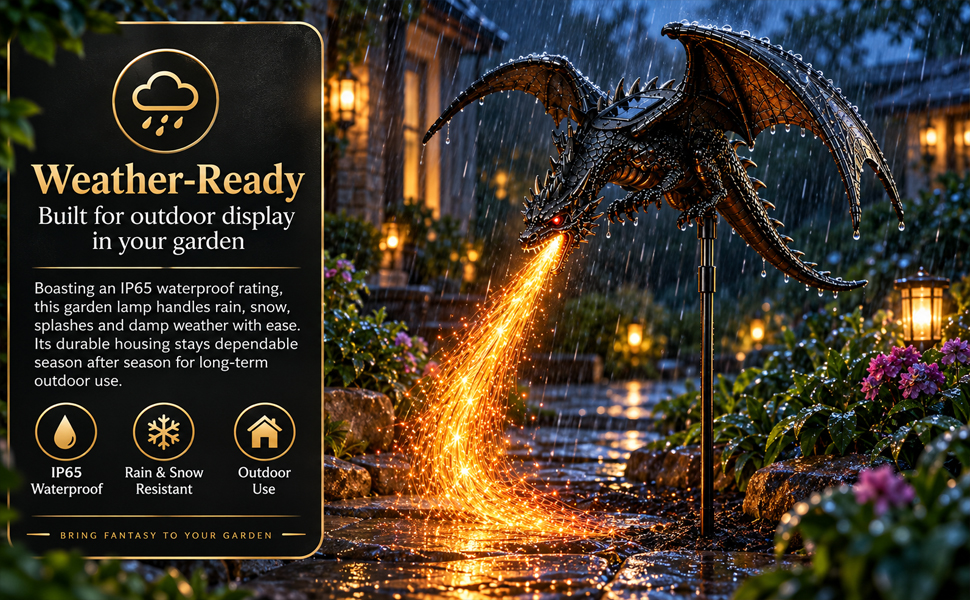 Weather-Ready
Built for outdoor display
in your garden
Boasting an IP65 waterproof rating,
this garden lamp handles rain, snow,
splashes and damp weather with ease.
Its durable housing stays dependable
season after season for long-term
outdoor use.
IP65
Waterproof
Rain & Snow
Resistant
Outdoor
Use
BRING FANTASY TO YOUR GARDEN